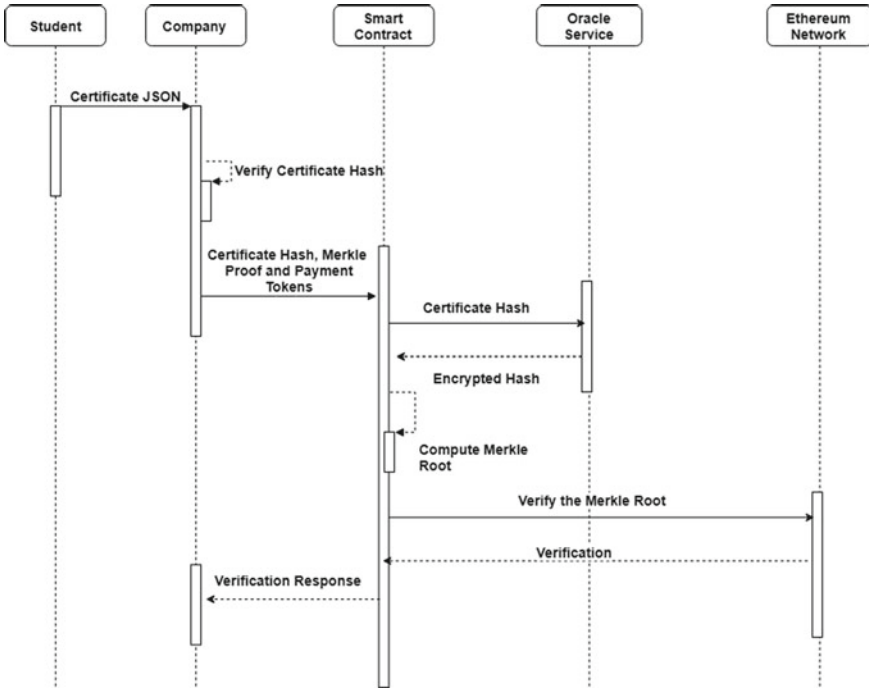 Student
Company
Smart
Contract
Oracle
Service
Ethereum
Network
Certificate JSON
Verify Certificate Hash
Certificate Hash, Merkle
Proof and Payment
Tokens
Certificate Hash
Encrypted Hash
Compute Merkle
Root
Verify the Merkle Root
Verification
Verification Response